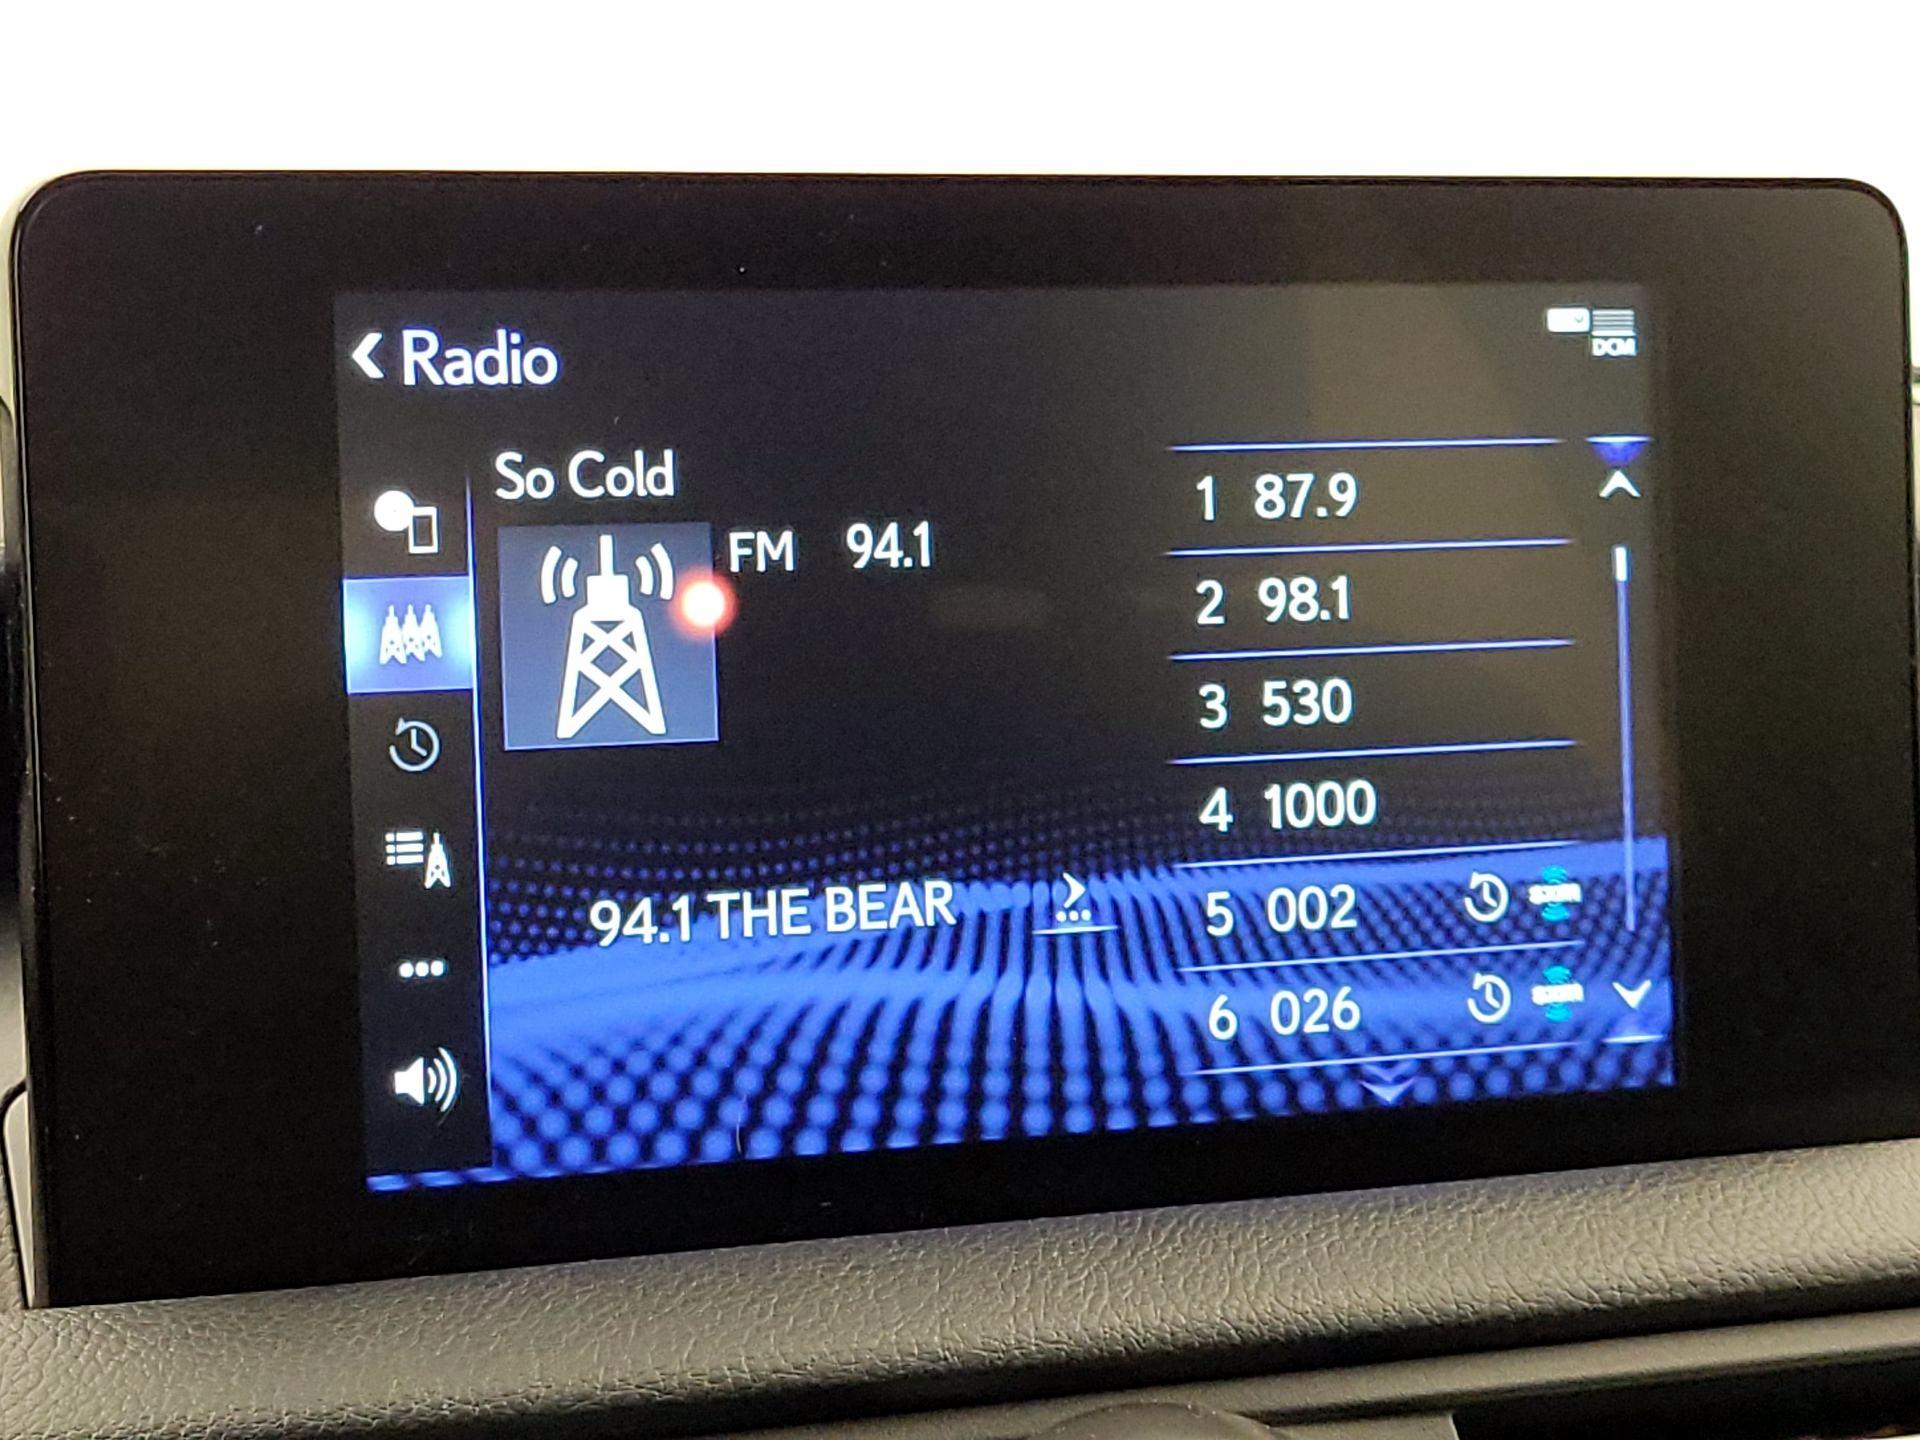 Radio
DCM
So Cold
FM 94.1
94.1 THE BEAR
1 87.9
2 98.1
3 530
4 1000
5 002
6 026